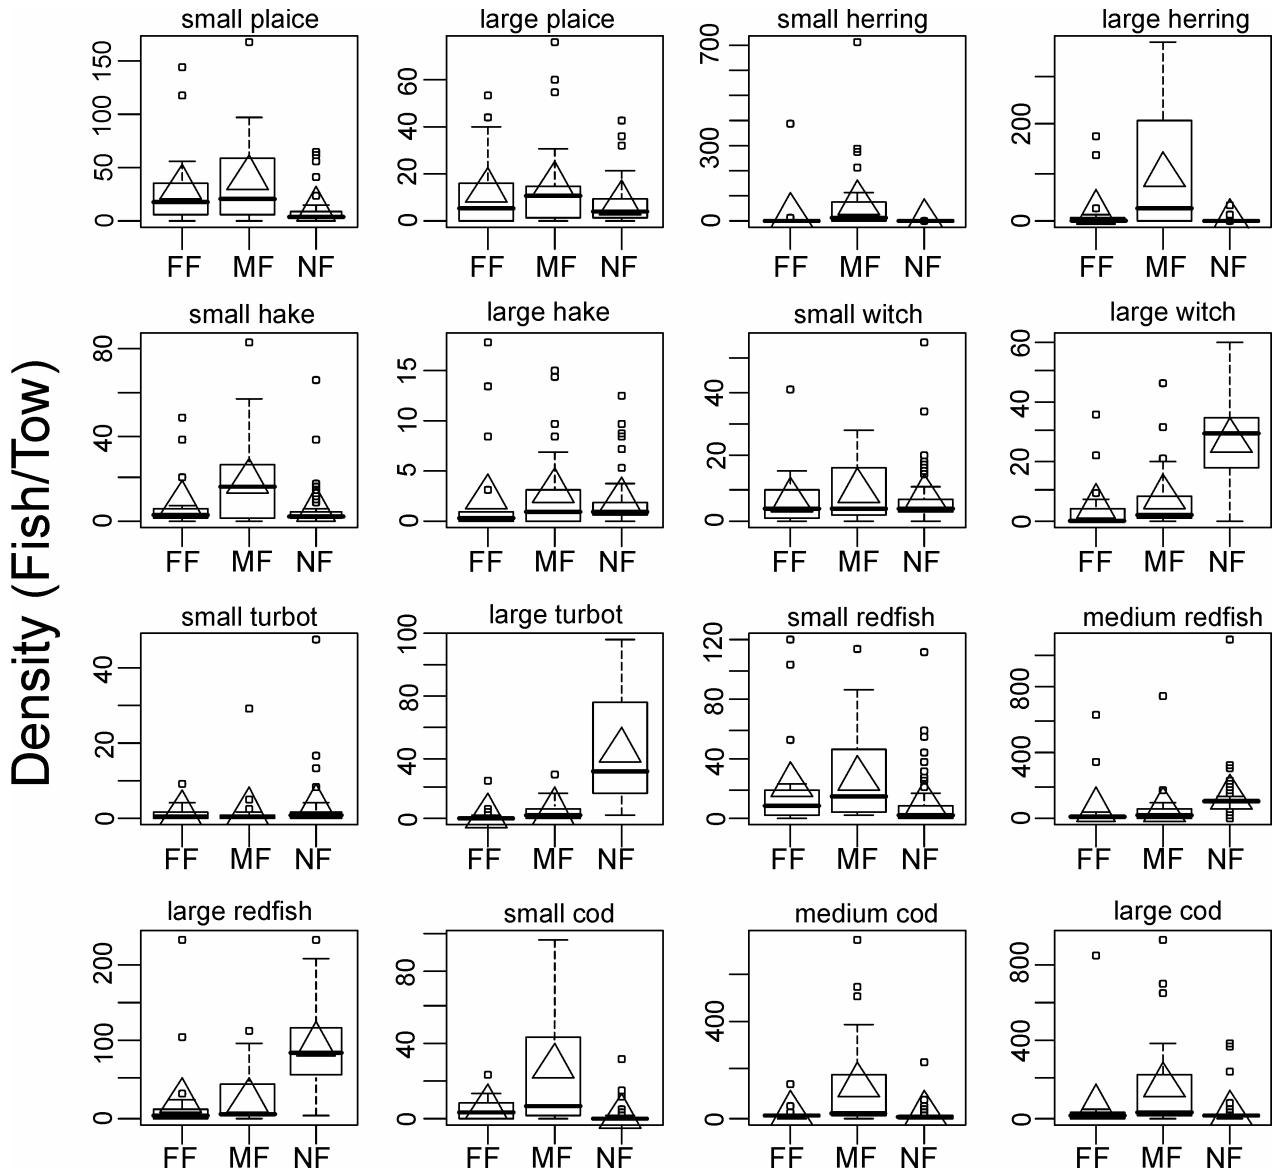 Density (Fish/Tow)
small plaice
0 50 100 150
FF MF NF
large plaice
0 20 40 60
FF MF NF
small herring
0 300 700
FF MF NF
large herring
0 200
FF MF NF
small hake
0 40 80
FF MF NF
large hake
0 5 10 15
FF MF NF
small witch
0 20 40
FF MF NF
large witch
0 20 40 60
FF MF NF
small turbot
0 20 40
FF MF NF
large turbot
0 40 80 100
FF MF NF
small redfish
0 40 80 120
FF MF NF
medium redfish
0 400 800
FF MF NF
large redfish
0 100 200
FF MF NF
small cod
0 40 80
FF MF NF
medium cod
0 400
FF MF NF
large cod
0 400 800
FF MF NF